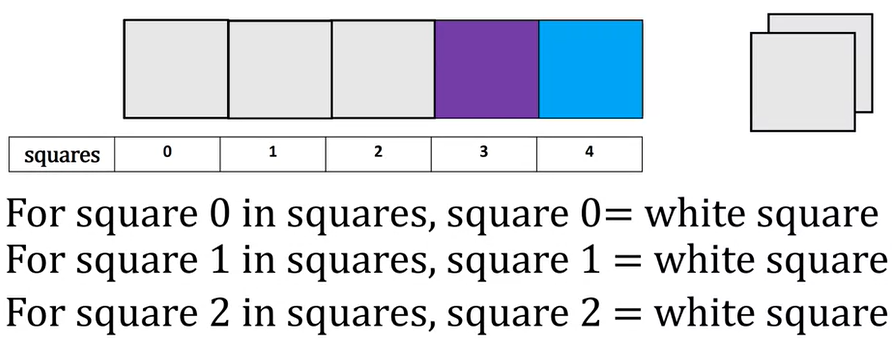 squares 0 1 2 3 4
For square 0 in squares, square 0= white square
For square 1 in squares, square 1 = white square
For square 2 in squares, square 2 = white square